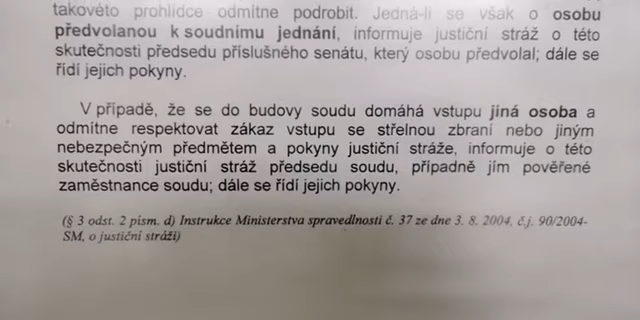 takovéto prohlídce odmítne podrobit. Jedná-li se však o osobu
předvolanou k soudnímu jednání, informuje justiční stráž o této
skutečnosti předsedu příslušného senátu, který osobu předvolal; dále se
řídí jejich pokyny.
V případě, že se do budovy soudu domáhá vstupu jiná osoba a
odmítne respektovat zákaz vstupu se střelnou zbraní nebo jiným
nebezpečným předmětem a pokyny justiční stráže, informuje o této
skutečnosti justiční stráž předsedu soudu, případně jím pověřené
zaměstnance soudu; dále se řídí jejich pokyny.
(§ 3 odst. 2 písm. d) Instrukce Ministerstva spravedlnosti č. 37 ze dne 3. 8. 2004, č.j. 90/2004-
SM, o justiční stráži)